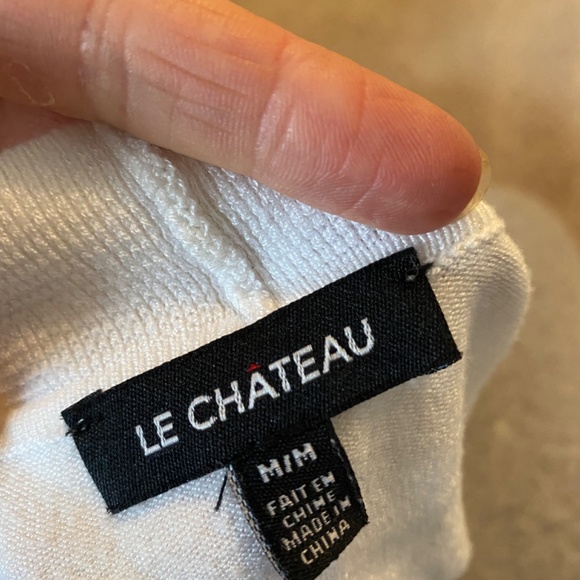 LE CHÂTEAU
M/M
FAIT EN
CHINE
MADE IN
CHINA